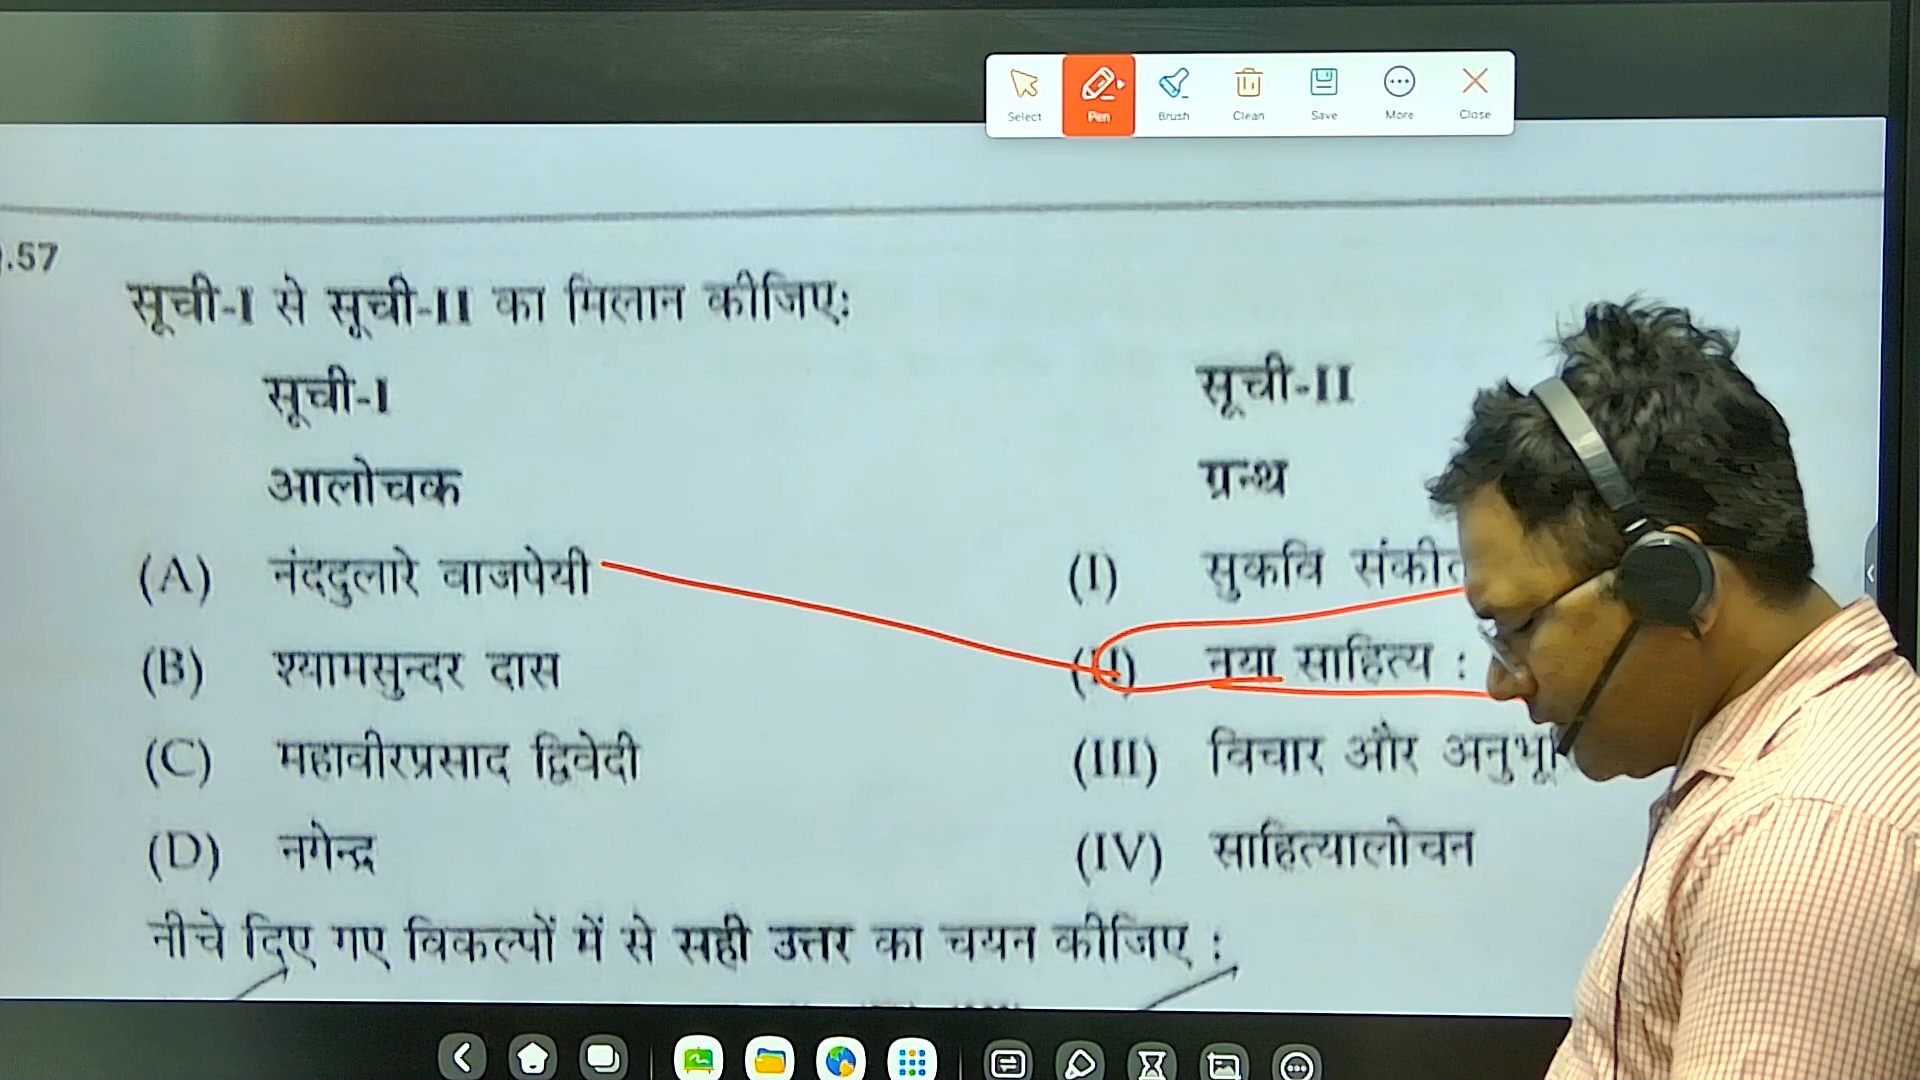 Select Pen Brush Clean Save More Close
.57
सूची-I से सूची-II का मिलान कीजिए:
सूची-I सूची-II
आलोचक ग्रन्थ
(A) नंददुलारे वाजपेयी (I) सुकवि
(B) श्यामसुन्दर दास (II) नया साहित्य :
(C) महावीरप्रसाद द्विवेदी (III) विचार और
(D) नगेन्द्र (IV) साहित्यालोचन
नीचे दिए गए विकल्पों में से सही उत्तर का चयन कीजिए :